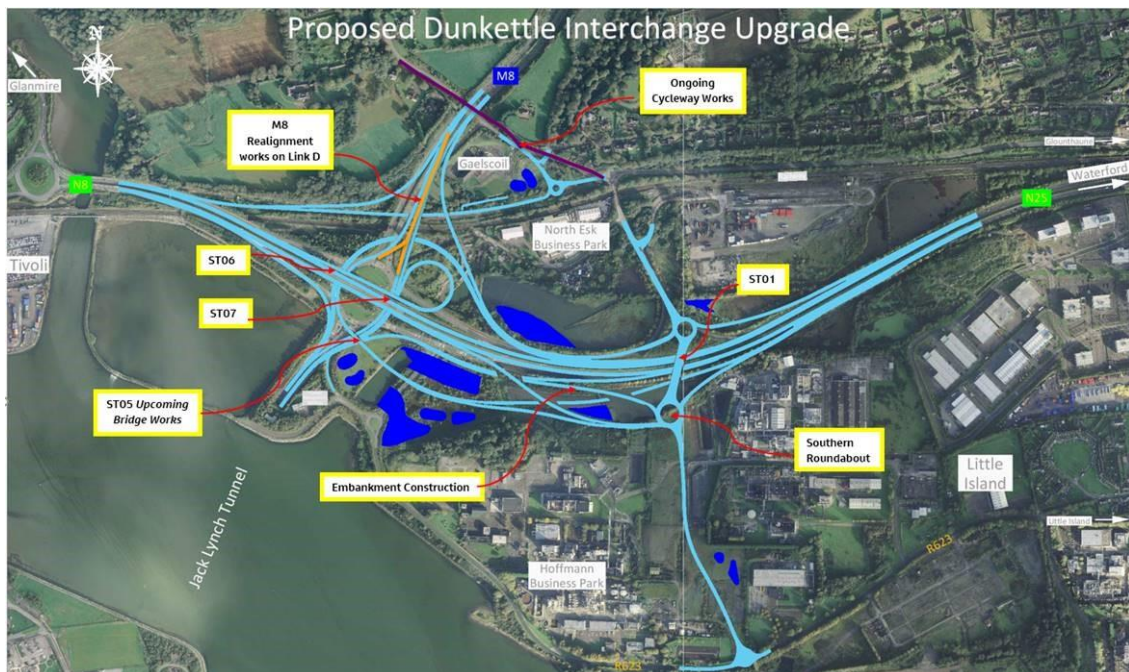 Proposed Dunkettle Interchange Upgrade
N
Glanmire
M8
Ongoing
Cycleway Works
M8
Realignment
works on Link D
Gaelscoil
Glounthaune
Waterford
N8
N25
North Esk
Business Park
Tivoli
ST06
ST01
ST07
ST05 Upcoming
Bridge Works
Southern
Roundabout
Embankment Construction
Little
Island
Jack Lynch Tunnel
Little Island
R623
Hoffmann
Business Park
R623